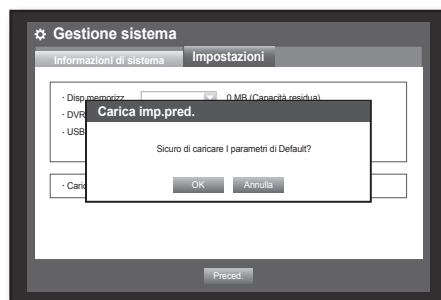 Gestione sistema
Informazioni di sistema
Impostazioni
· Disp.memorizz. 0 MB (Capacità residua)
· DVR
Carica imp.pred.
· USB
Sicuro di caricare I parametri di Default?
· Caric
OK
Annulla
Preced.